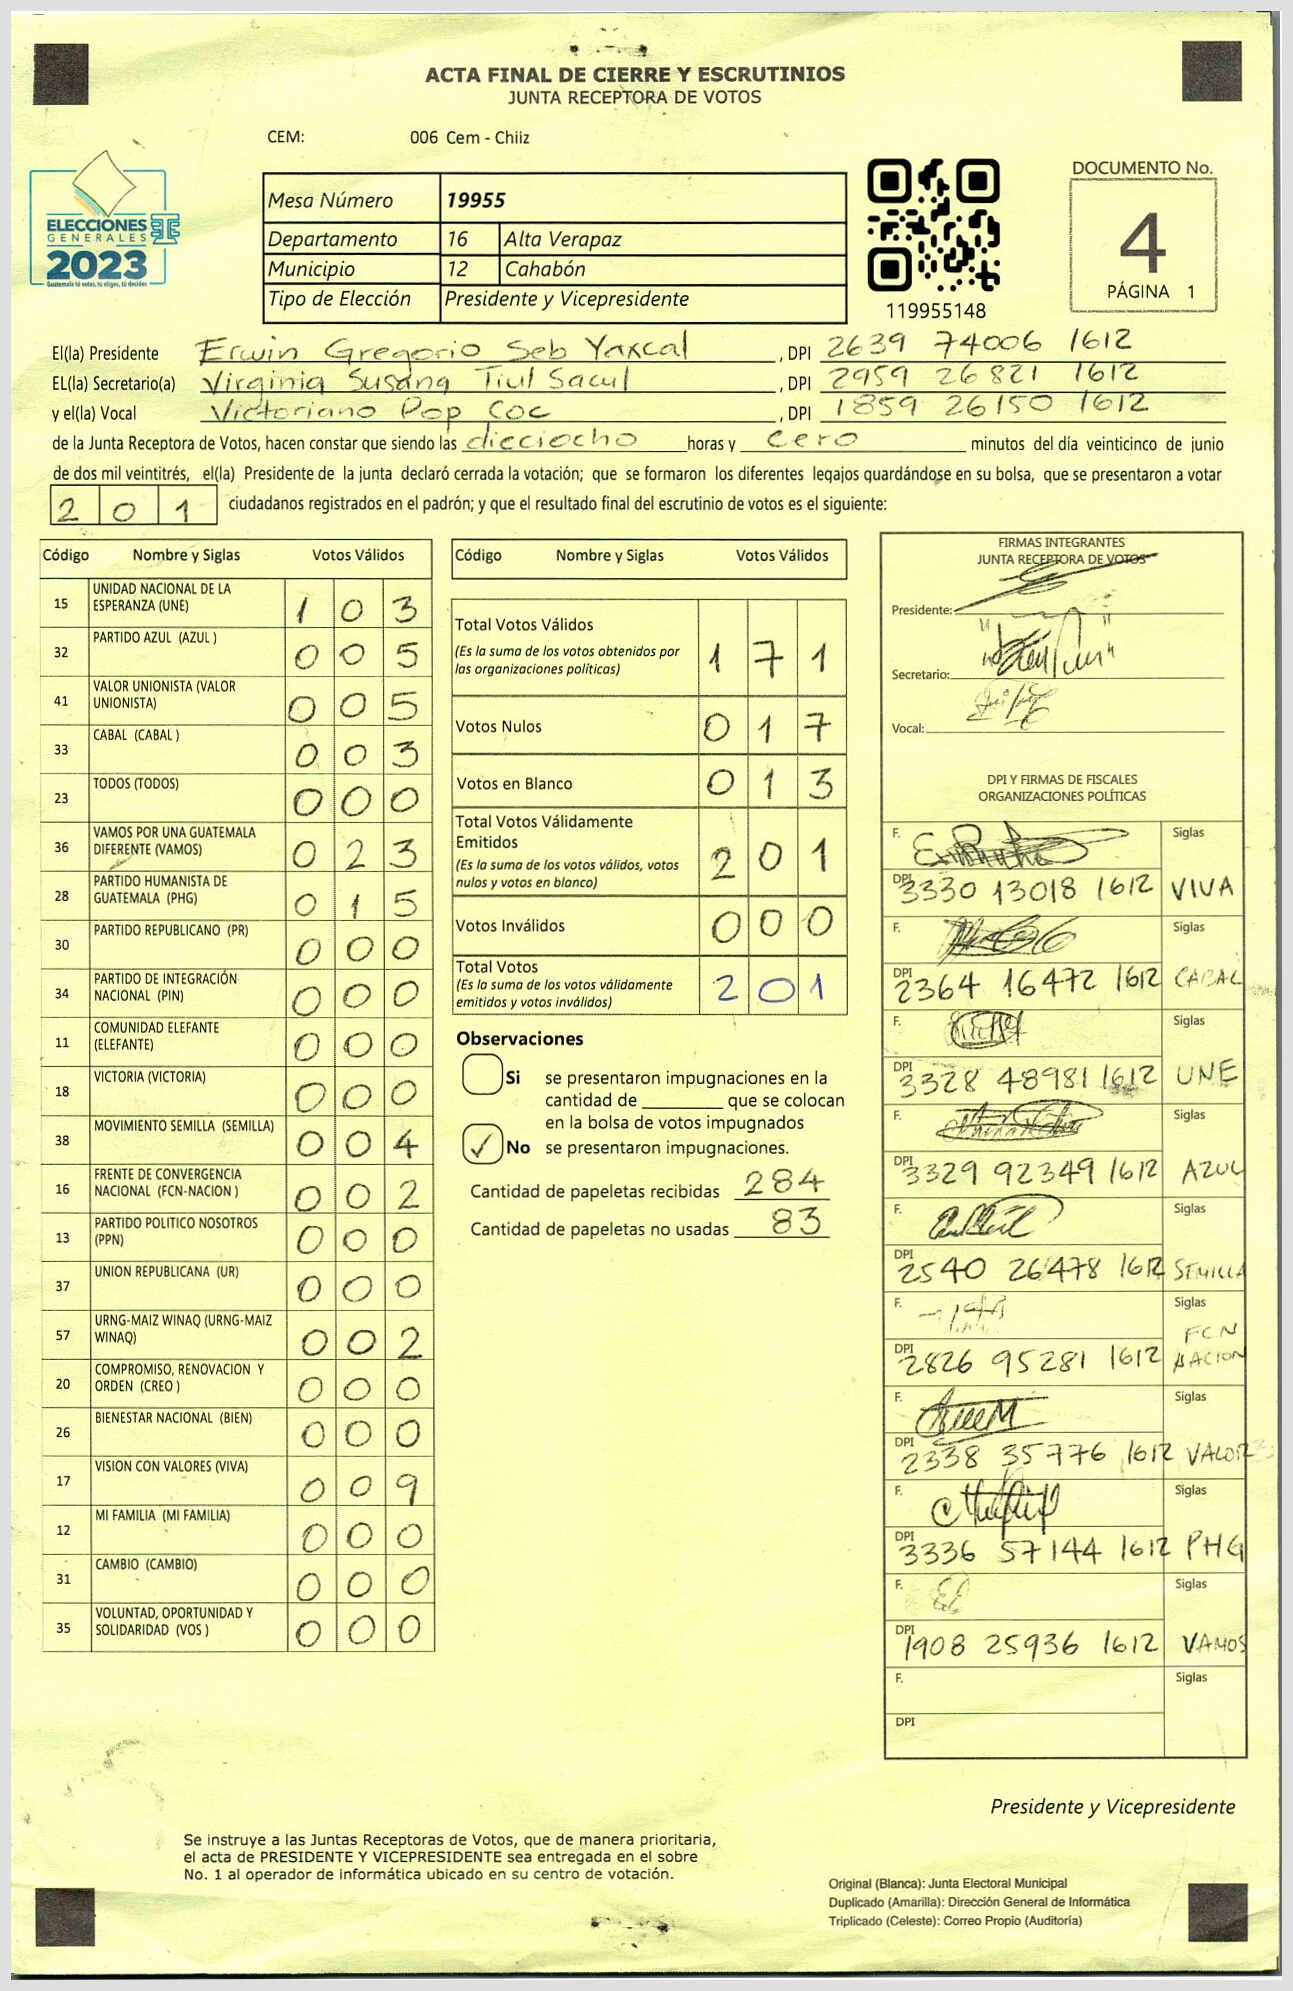 ACTA FINAL DE CIERRE Y ESCRUTINIOS
JUNTA RECEPTORA DE VOTOS
CEM: 006 Cem - Chiiz
ELECCIONES
GENERALES
2023
Guatemala tú votas, tú eliges, tú decides
Mesa Número 19955
Departamento 16 Alta Verapaz
Municipio 12 Cahabón
Tipo de Elección Presidente y Vicepresidente
119955148
DOCUMENTO No.
4
PÁGINA 1
El(la) Presidente Erwin Gregorio Seb Yaxcal , DPI 2639 74006 1612
EL(la) Secretario(a) Virginia Susana Tiul Sacul , DPI 2959 26821 1612
y el(la) Vocal Victoriano Pop Coc , DPI 1859 26150 1612
de la Junta Receptora de Votos, hacen constar que siendo las dieciocho horas y cero minutos del día veinticinco de junio
de dos mil veintitrés, el(la) Presidente de la junta declaró cerrada la votación; que se formaron los diferentes legajos guardándose en su bolsa, que se presentaron a votar
201 ciudadanos registrados en el padrón; y que el resultado final del escrutinio de votos es el siguiente:
Código Nombre y Siglas Votos Válidos
15 UNIDAD NACIONAL DE LA ESPERANZA (UNE) 1 0 3
32 PARTIDO AZUL (AZUL ) 0 0 5
41 VALOR UNIONISTA (VALOR UNIONISTA) 0 0 5
33 CABAL (CABAL ) 0 0 3
23 TODOS (TODOS) 0 0 0
36 VAMOS POR UNA GUATEMALA DIFERENTE (VAMOS) 0 2 3
28 PARTIDO HUMANISTA DE GUATEMALA (PHG) 0 1 5
30 PARTIDO REPUBLICANO (PR) 0 0 0
34 PARTIDO DE INTEGRACIÓN NACIONAL (PIN) 0 0 0
11 COMUNIDAD ELEFANTE (ELEFANTE) 0 0 0
18 VICTORIA (VICTORIA) 0 0 0
38 MOVIMIENTO SEMILLA (SEMILLA) 0 0 4
16 FRENTE DE CONVERGENCIA NACIONAL (FCN-NACION ) 0 0 2
13 PARTIDO POLITICO NOSOTROS (PPN) 0 0 0
37 UNION REPUBLICANA (UR) 0 0 0
57 URNG-MAIZ WINAQ (URNG-MAIZ WINAQ) 0 0 2
20 COMPROMISO, RENOVACION Y ORDEN (CREO ) 0 0 0
26 BIENESTAR NACIONAL (BIEN) 0 0 0
17 VISION CON VALORES (VIVA) 0 0 9
12 MI FAMILIA (MI FAMILIA) 0 0 0
31 CAMBIO (CAMBIO) 0 0 0
35 VOLUNTAD, OPORTUNIDAD Y SOLIDARIDAD (VOS ) 0 0 0
Código Nombre y Siglas Votos Válidos
Total Votos Válidos
(Es la suma de los votos obtenidos por
las organizaciones políticas) 1 7 1
Votos Nulos 0 1 7
Votos en Blanco 0 1 3
Total Votos Válidamente
Emitidos
(Es la suma de los votos válidos, votos
nulos y votos en blanco) 2 0 1
Votos Inválidos 0 0 0
Total Votos
(Es la suma de los votos válidamente
emitidos y votos inválidos) 2 0 1
Observaciones
Si se presentaron impugnaciones en la
cantidad de ________ que se colocan
en la bolsa de votos impugnados
✓ No se presentaron impugnaciones.
Cantidad de papeletas recibidas 284
Cantidad de papeletas no usadas 83
FIRMAS INTEGRANTES
JUNTA RECEPTORA DE VOTOS
Presidente:
Secretario:
Vocal:
DPI Y FIRMAS DE FISCALES
ORGANIZACIONES POLÍTICAS
F. Siglas
DPI 3330 13018 1612 VIVA
F. Siglas
DPI 2364 16472 1612 CABAL
F. Siglas
DPI 3328 48981 1612 UNE
F. Siglas
DPI 3329 92349 1612 AZUL
F. Siglas
DPI 2540 26478 1612 SEMILLA
F. Siglas
DPI 2826 95281 1612 FCN NACION
F. Siglas
DPI 2338 35776 1612 VALOR
F. Siglas
DPI 3336 57144 1612 PHG
F. Siglas
DPI 1908 25936 1612 VAMOS
F. Siglas
DPI
Presidente y Vicepresidente
Se instruye a las Juntas Receptoras de Votos, que de manera prioritaria,
el acta de PRESIDENTE Y VICEPRESIDENTE sea entregada en el sobre
No. 1 al operador de informática ubicado en su centro de votación.
Original (Blanca): Junta Electoral Municipal
Duplicado (Amarilla): Dirección General de Informática
Triplicado (Celeste): Correo Propio (Auditoría)